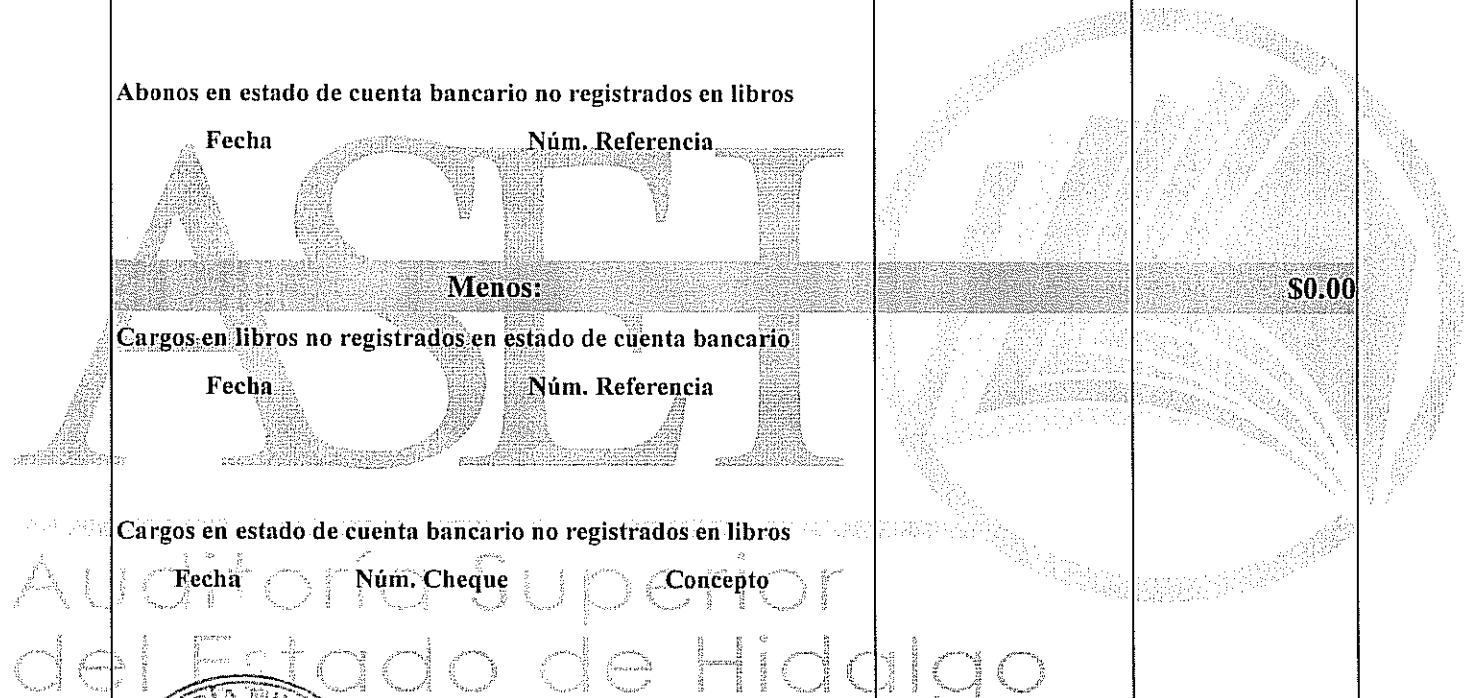 Abonos en estado de cuenta bancario no registrados en libros
Fecha Núm. Referencia
ASEH
Menos: $0.00
Cargos en libros no registrados en estado de cuenta bancario
Fecha Núm. Referencia
Cargos en estado de cuenta bancario no registrados en libros
Fecha Núm. Cheque Concepto
Auditoría Superior
del Estado de Hidalgo